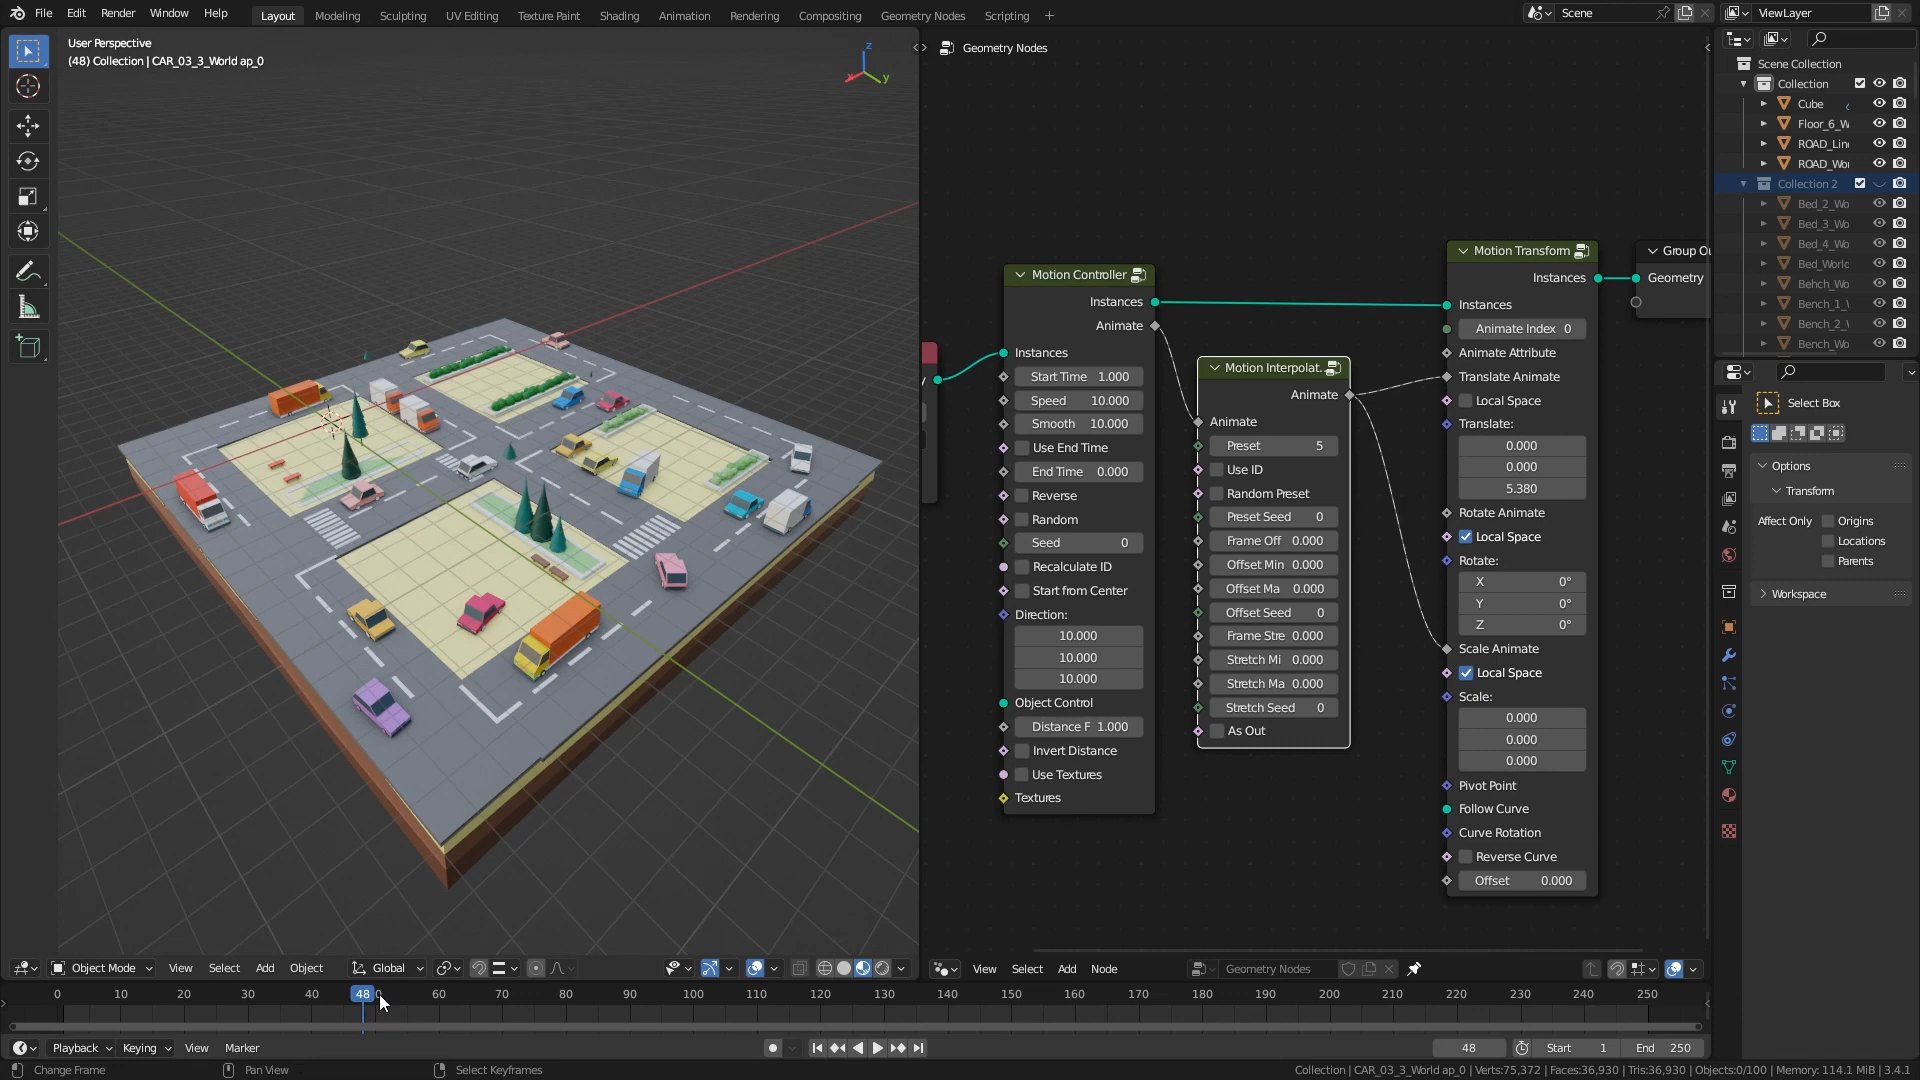 File Edit Render Window Help
Layout Modeling Sculpting UV Editing Texture Paint Shading Animation Rendering Compositing Geometry Nodes Scripting +
Scene
ViewLayer
User Perspective
(48) Collection | CAR_03_3_World ap_0
z
x
y
Geometry Nodes
Motion Controller
Instances
Animate
Instances
Start Time 1.000
Speed 10.000
Smooth 10.000
Use End Time
End Time 0.000
Reverse
Random
Seed 0
Recalculate ID
Start from Center
Direction:
10.000
10.000
10.000
Object Control
Distance F 1.000
Invert Distance
Use Textures
Textures
Motion Interpolat.
Animate
Animate
Preset 5
Use ID
Random Preset
Preset Seed 0
Frame Off 0.000
Offset Min 0.000
Offset Ma 0.000
Offset Seed 0
Frame Stre 0.000
Stretch Mi 0.000
Stretch Ma 0.000
Stretch Seed 0
As Out
Motion Transform
Instances
Instances
Animate Index 0
Animate Attribute
Translate Animate
Local Space
Translate:
0.000
0.000
5.380
Rotate Animate
Local Space
Rotate:
X 0°
Y 0°
Z 0°
Scale Animate
Local Space
Scale:
0.000
0.000
0.000
Pivot Point
Follow Curve
Curve Rotation
Reverse Curve
Offset 0.000
Group Ou
Geometry
Scene Collection
Collection
Cube
Floor_6_W
ROAD_Lin
ROAD_Wo
Collection 2
Bed_2_Wo
Bed_3_Wo
Bed_4_Wo
Bed_World
Bench_Wo
Bench_1_
Bench_2_
Bench_Wo
Select Box
Options
Transform
Affect Only Origins
Locations
Parents
Workspace
Object Mode View Select Add Object Global
View Select Add Node Geometry Nodes
0 10 20 30 40 48 0 60 70 80 90 100 110 120 130 140 150 160 170 180 190 200 210 220 230 240 250
Playback Keying View Marker 48 Start 1 End 250
Change Frame Pan View Select Keyframes Collection | CAR_03_3_World ap_0 | Verts:75,372 | Faces:36,930 | Tris:36,930 | Objects:0/100 | Memory: 114.1 MiB | 3.4.1